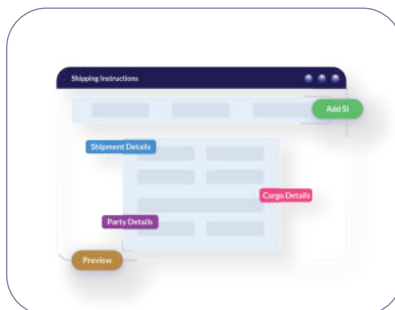 Shipping Instructions
Add SI
Shipment Details
Cargo Details
Party Details
Preview